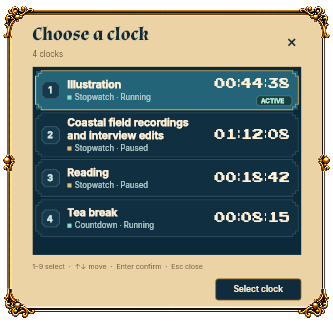 Choose a clock
4 clocks
×
1
Illustration
Stopwatch · Running
00:44:38
ACTIVE
2
Coastal field recordings
and interview edits
Stopwatch · Paused
01:12:08
3
Reading
Stopwatch · Paused
00:18:42
4
Tea break
Countdown · Running
00:08:15
1–9 select · ↑↓ move · Enter confirm · Esc close
Select clock